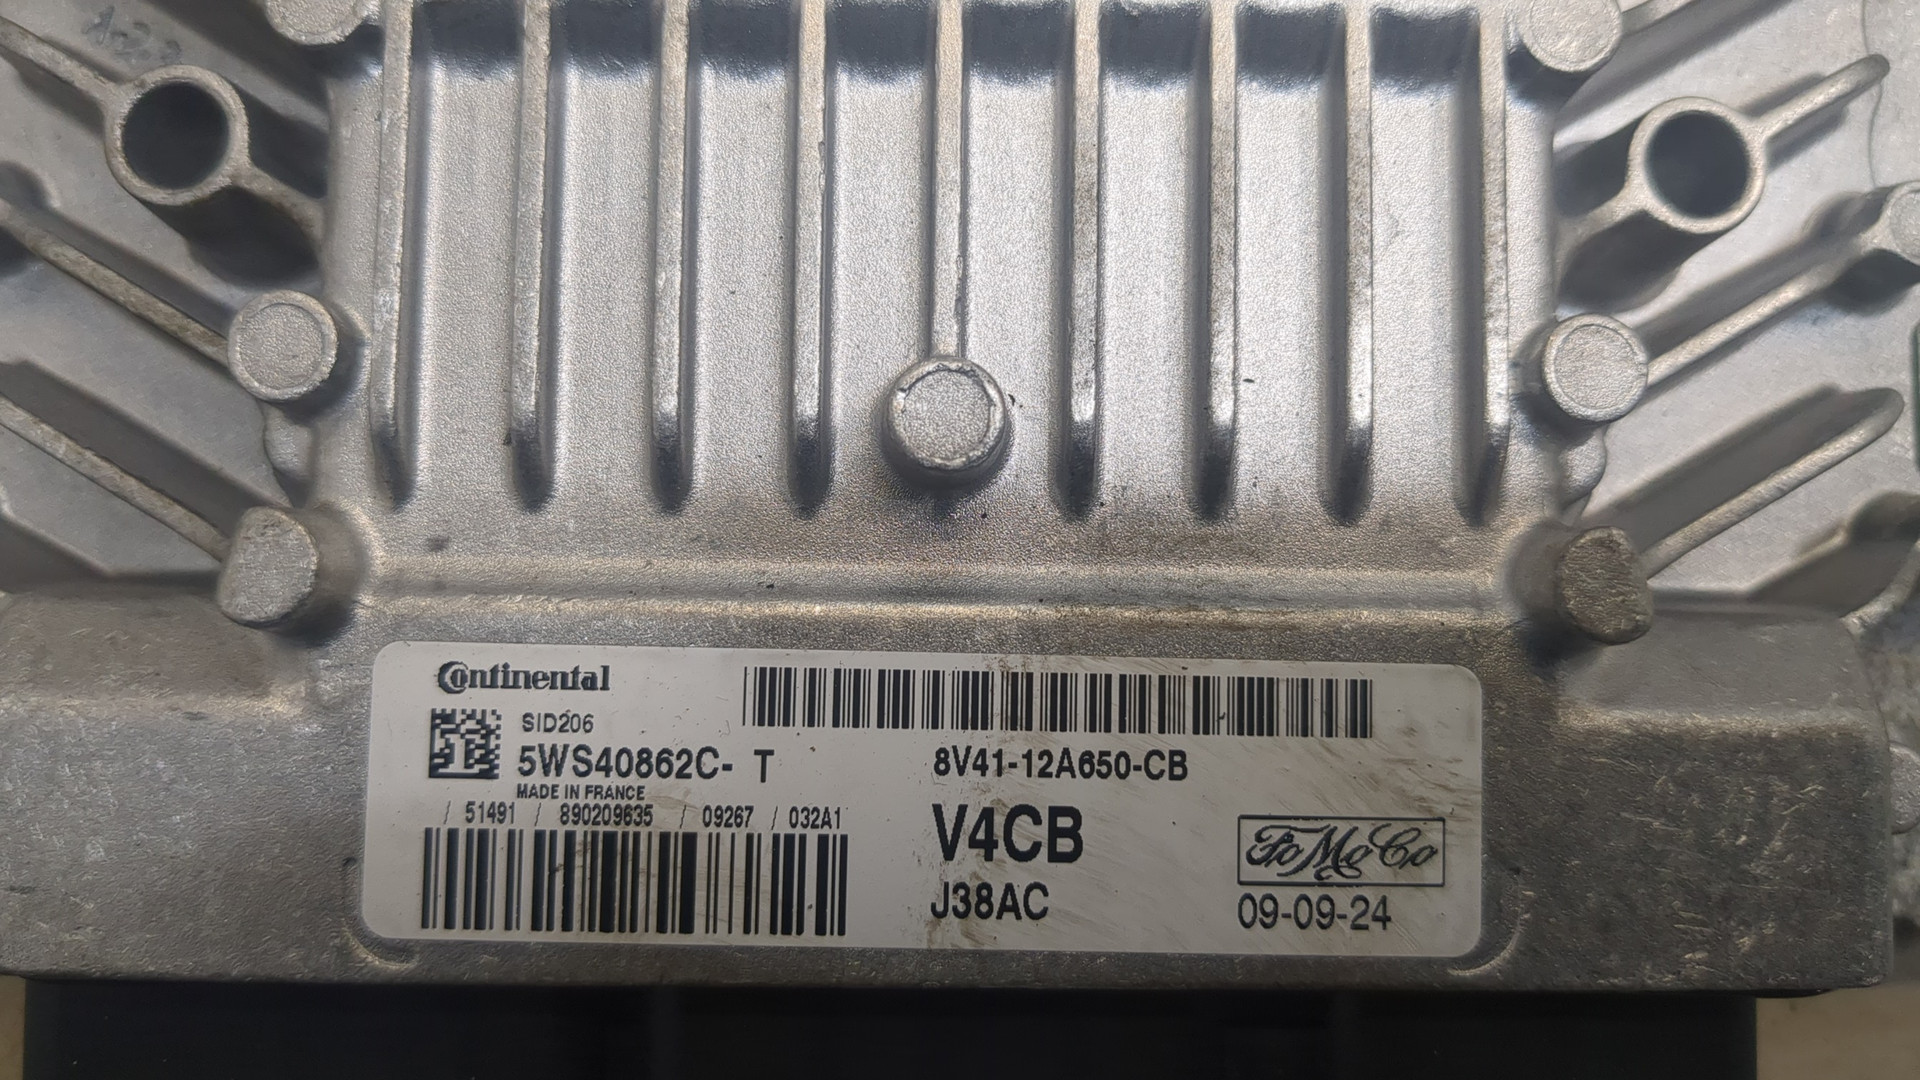 Continental
SID206
5WS40862C- T
MADE IN FRANCE
/ 51491 / 890209635 / 09267 / 032A1
8V41-12A650-CB
V4CB
J38AC
FoMoCo
09-09-24